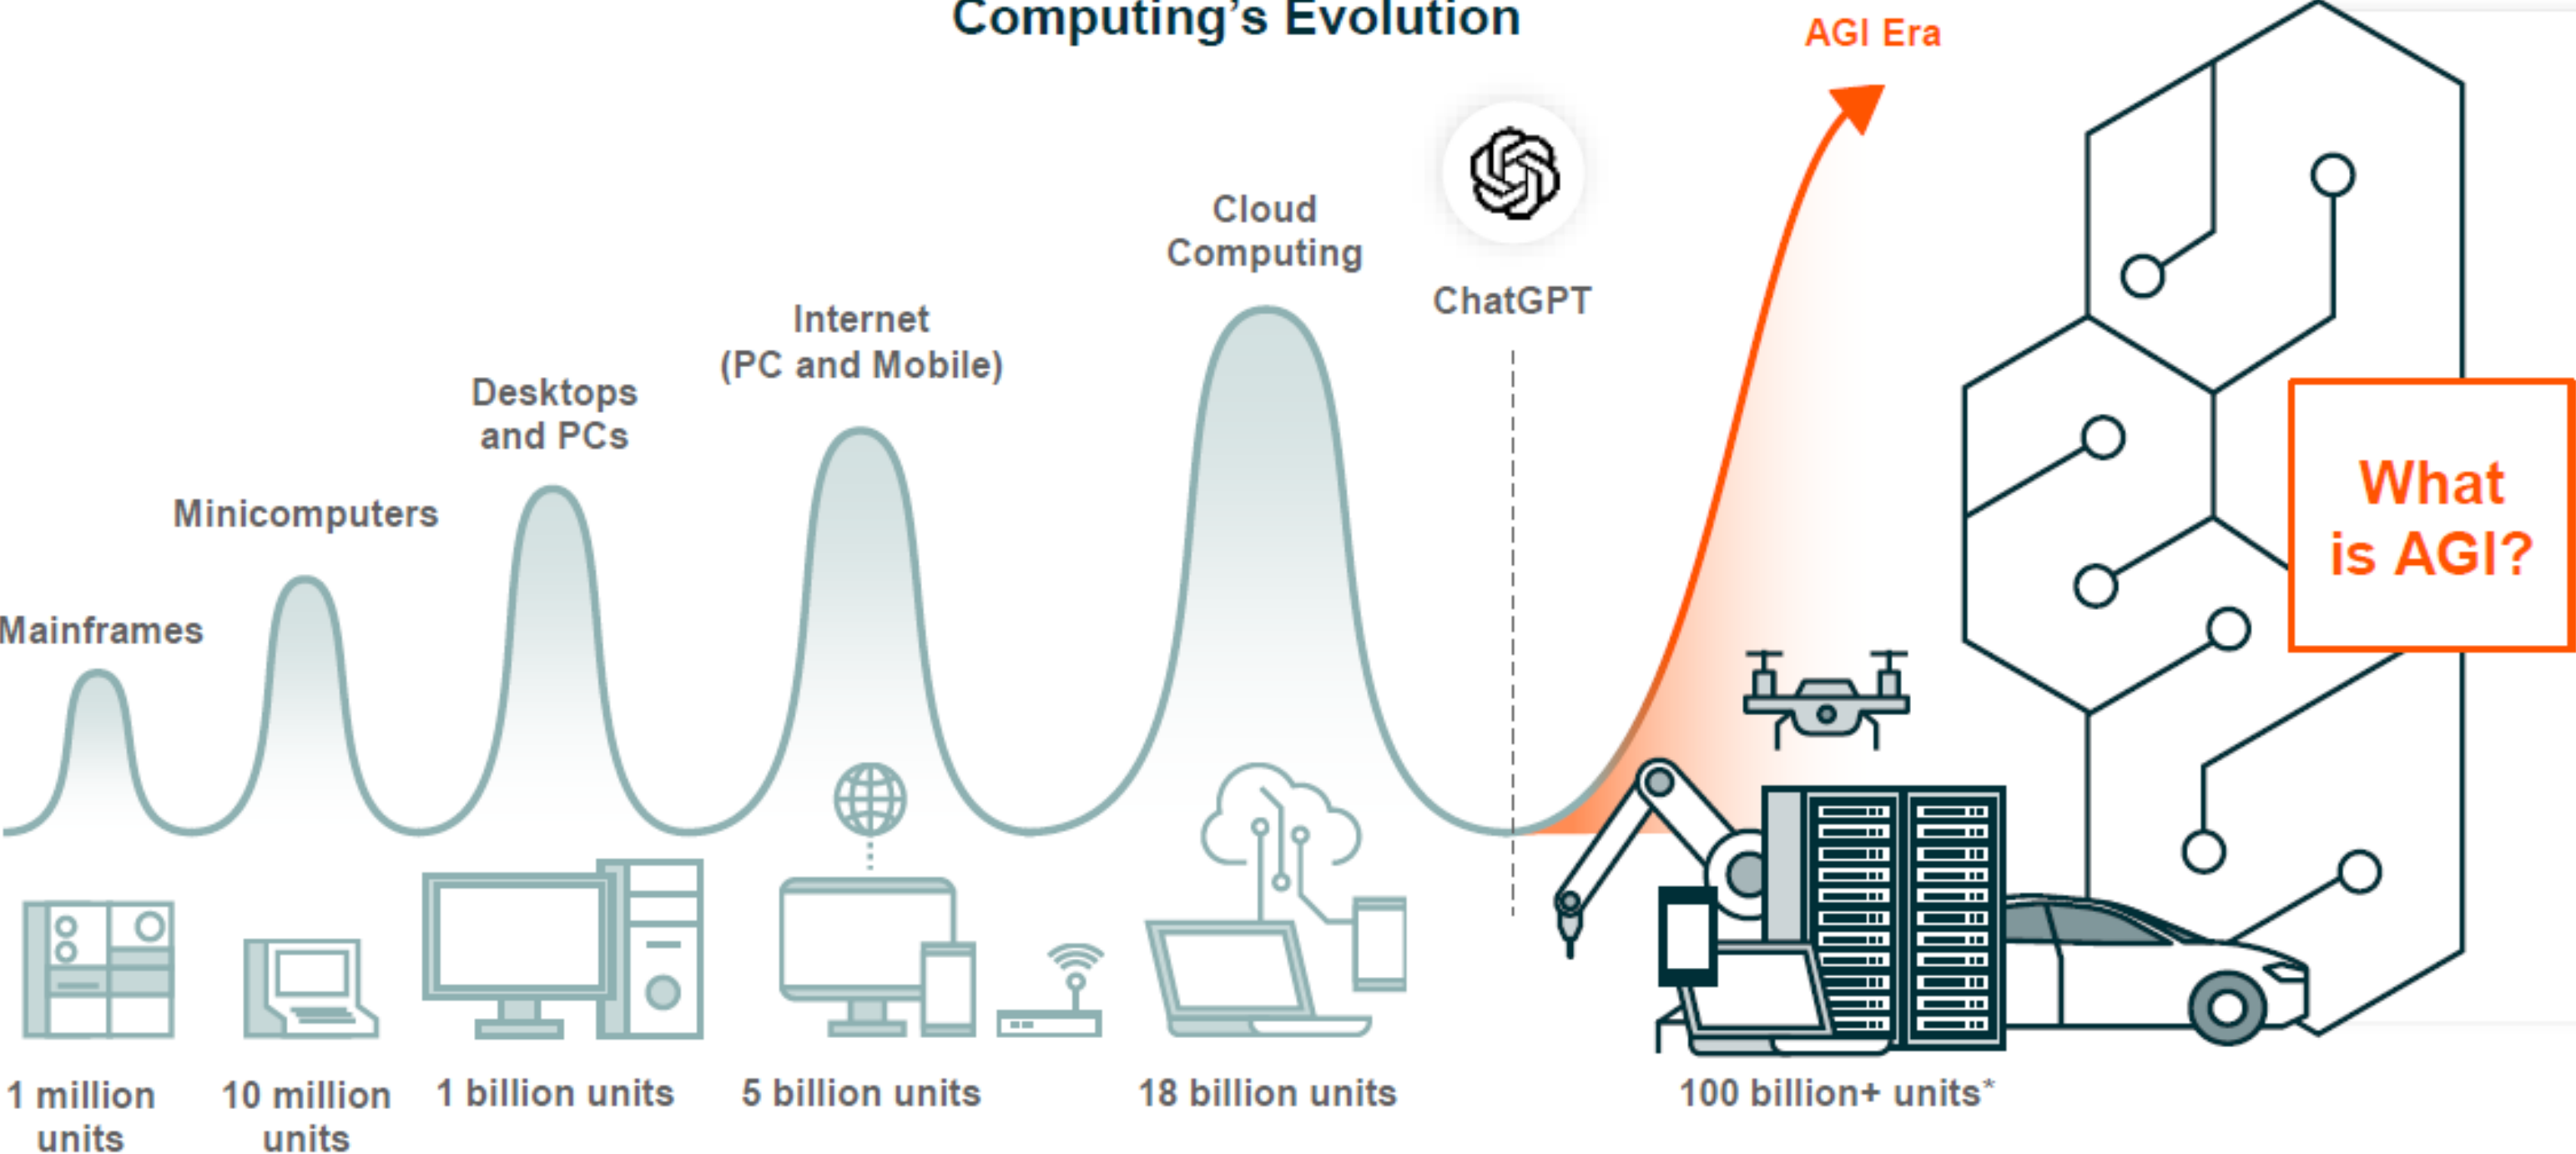 Computing's Evolution
AGI Era
Cloud
Computing
ChatGPT
Internet
(PC and Mobile)
Desktops
and PCs
Minicomputers
Mainframes
What
is AGI?
1 million
units
10 million
units
1 billion units
5 billion units
18 billion units
100 billion+ units*